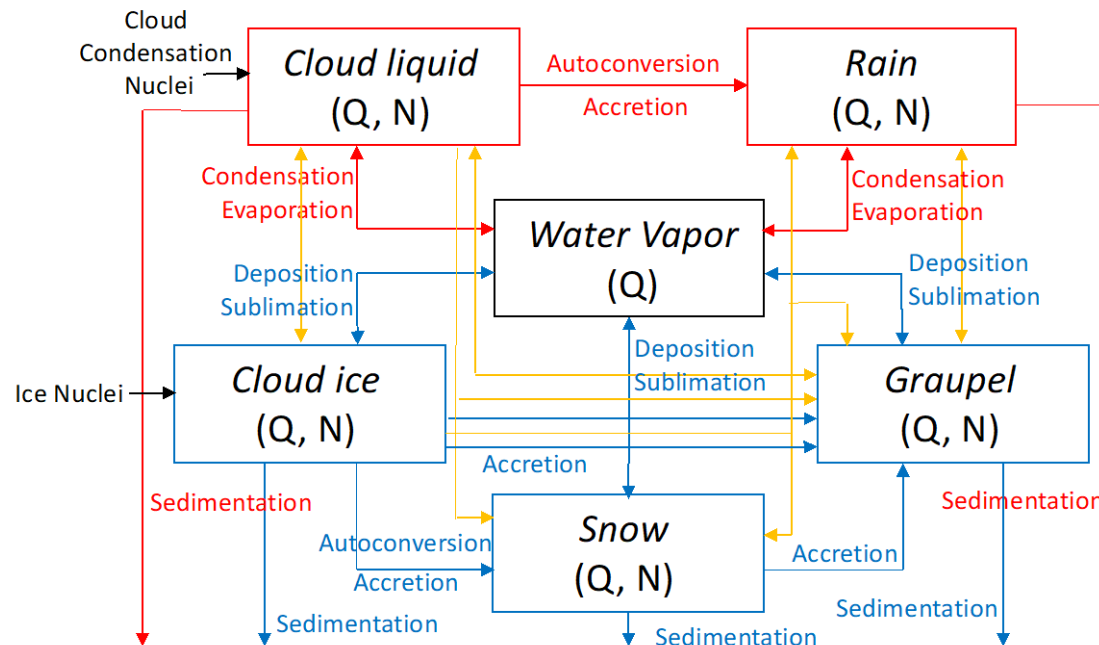 Cloud
Condensation
Nuclei
Cloud liquid
(Q, N)
Autoconversion
Accretion
Rain
(Q, N)
Condensation
Evaporation
Condensation
Evaporation
Water Vapor
(Q)
Deposition
Sublimation
Deposition
Sublimation
Deposition
Sublimation
Ice Nuclei
Cloud ice
(Q, N)
Graupel
(Q, N)
Accretion
Sedimentation
Sedimentation
Snow
(Q, N)
Autoconversion
Accretion
Accretion
Sedimentation
Sedimentation
Sedimentation